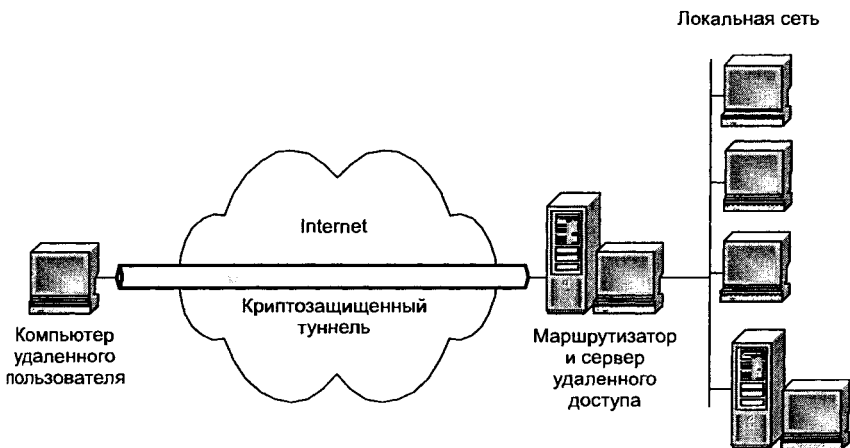 Локальная сеть
Internet
Криптозащищенный
туннель
Компьютер
удаленного
пользователя
Маршрутизатор
и сервер
удаленного
доступа